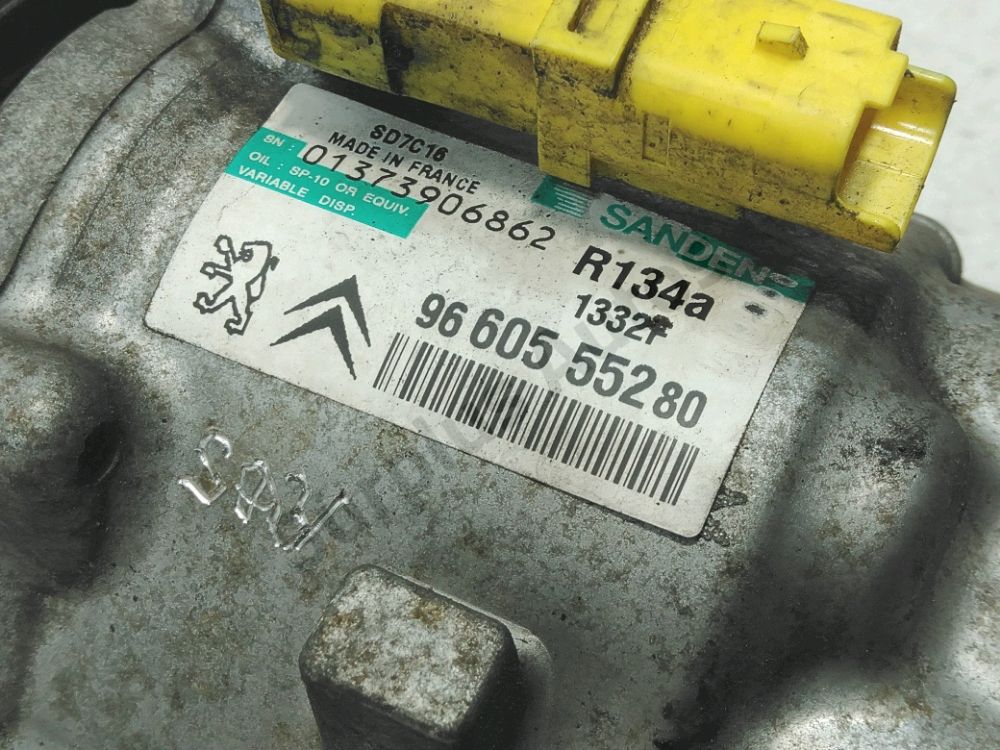 SD7C16
MADE IN FRANCE
SN : 01373906862
OIL : SP-10 OR EQUIV.
VARIABLE DISP.
SANDEN
R134a
1332F
96 605 552 80